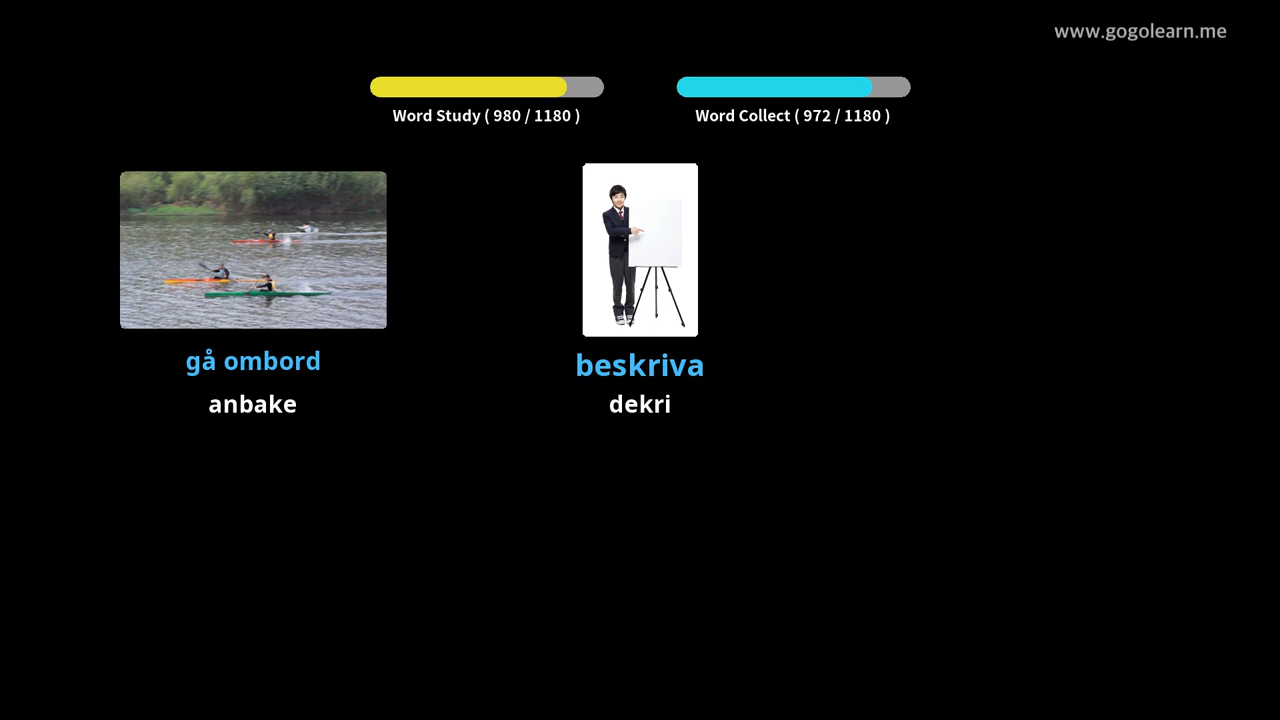 www.gogolearn.me
Word Study ( 980 / 1180 )
Word Collect ( 972 / 1180 )
gå ombord
anbake
beskriva
dekri